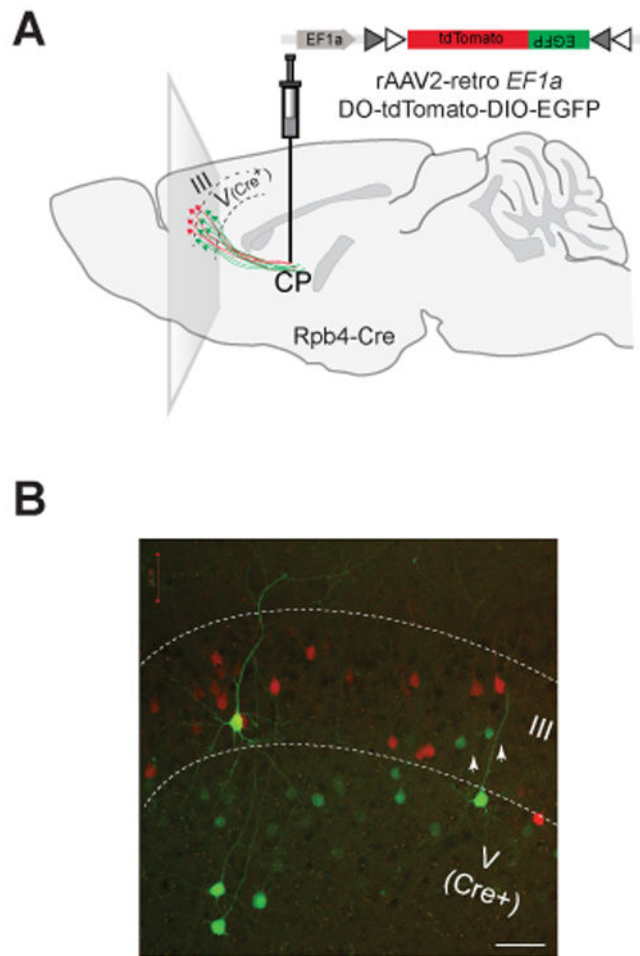 A
EF1a tdTomato EGFP
rAAV2-retro EF1a
DO-tdTomato-DIO-EGFP
III
V(Cre+)
CP
Rpb4-Cre
B
III
V
(Cre+)